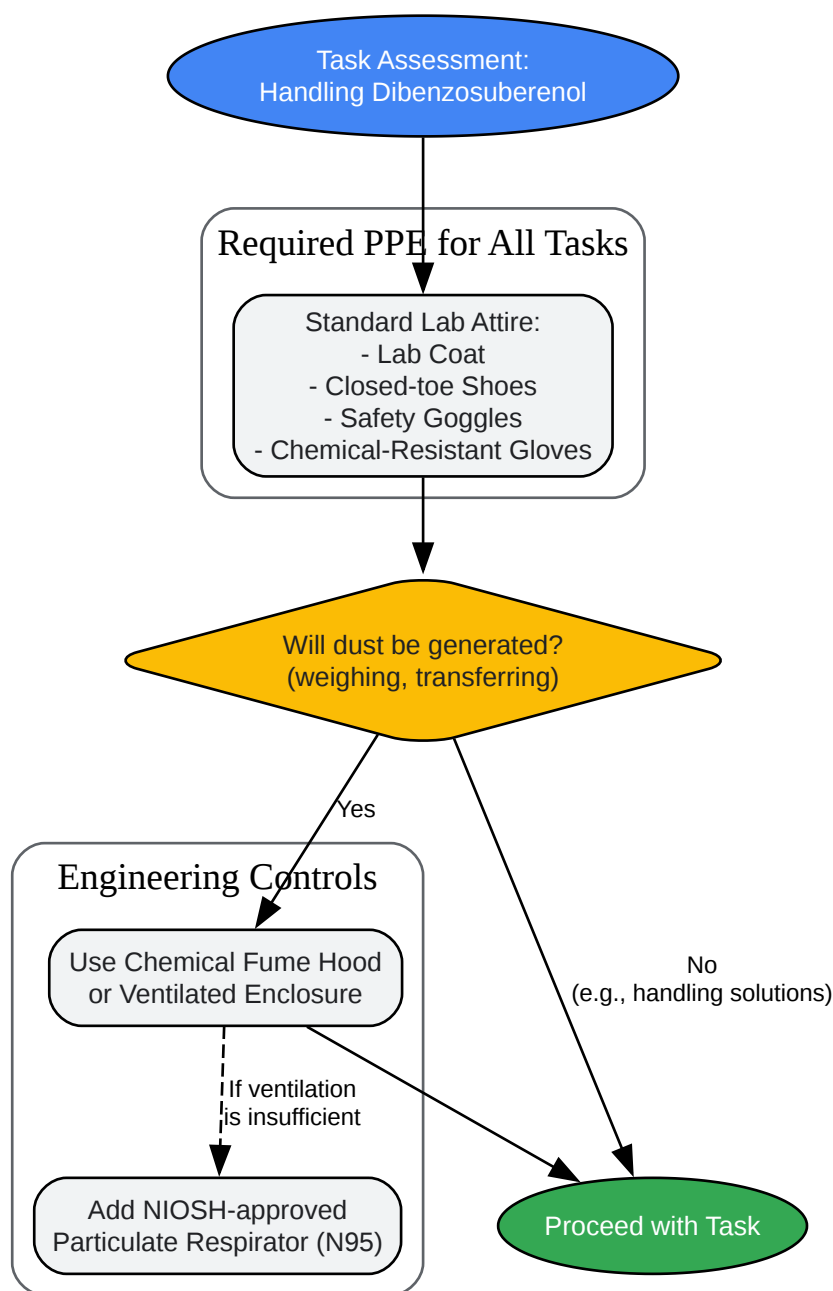 Task Assessment:
Handling Dibenzosuberenol
Required PPE for All Tasks
Standard Lab Attire:
- Lab Coat
- Closed-toe Shoes
- Safety Goggles
- Chemical-Resistant Gloves
Will dust be generated?
(weighing, transferring)
Yes
Engineering Controls
Use Chemical Fume Hood
or Ventilated Enclosure
No
(e.g., handling solutions)
If ventilation
is insufficient
Add NIOSH-approved
Particulate Respirator (N95)
Proceed with Task